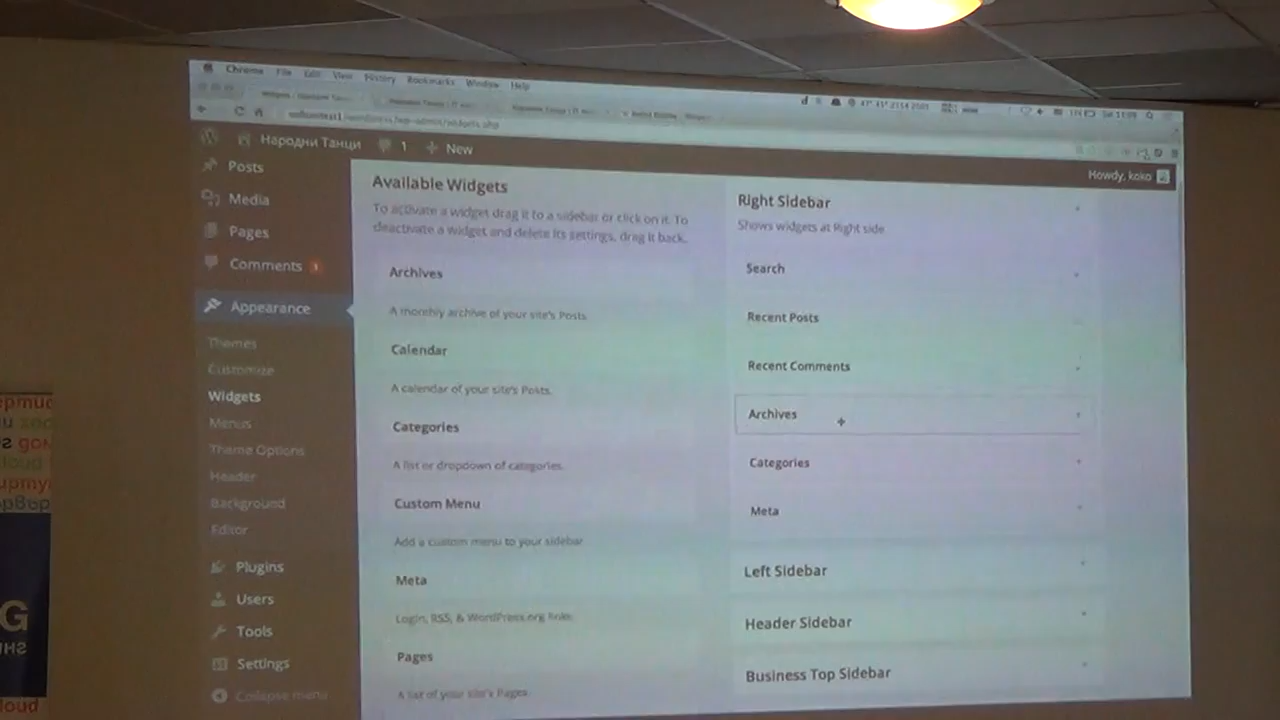 Chrome File Edit View History Bookmarks Window Help
Народни Танци 1 + New
Howdy, koko
Posts
Media
Pages
Comments 1
Appearance
Themes
Customize
Widgets
Menus
Theme Options
Header
Background
Editor
Plugins
Users
Tools
Settings
Collapse menu
Available Widgets
To activate a widget drag it to a sidebar or click on it. To
deactivate a widget and delete its settings, drag it back.
Archives
A monthly archive of your site's Posts.
Calendar
A calendar of your site's Posts.
Categories
A list or dropdown of categories.
Custom Menu
Add a custom menu to your sidebar.
Meta
Login, RSS, & WordPress.org links.
Pages
A list of your site's Pages.
Right Sidebar
Shows widgets at Right side
Search
Recent Posts
Recent Comments
Archives
Categories
Meta
Left Sidebar
Header Sidebar
Business Top Sidebar
G
loud